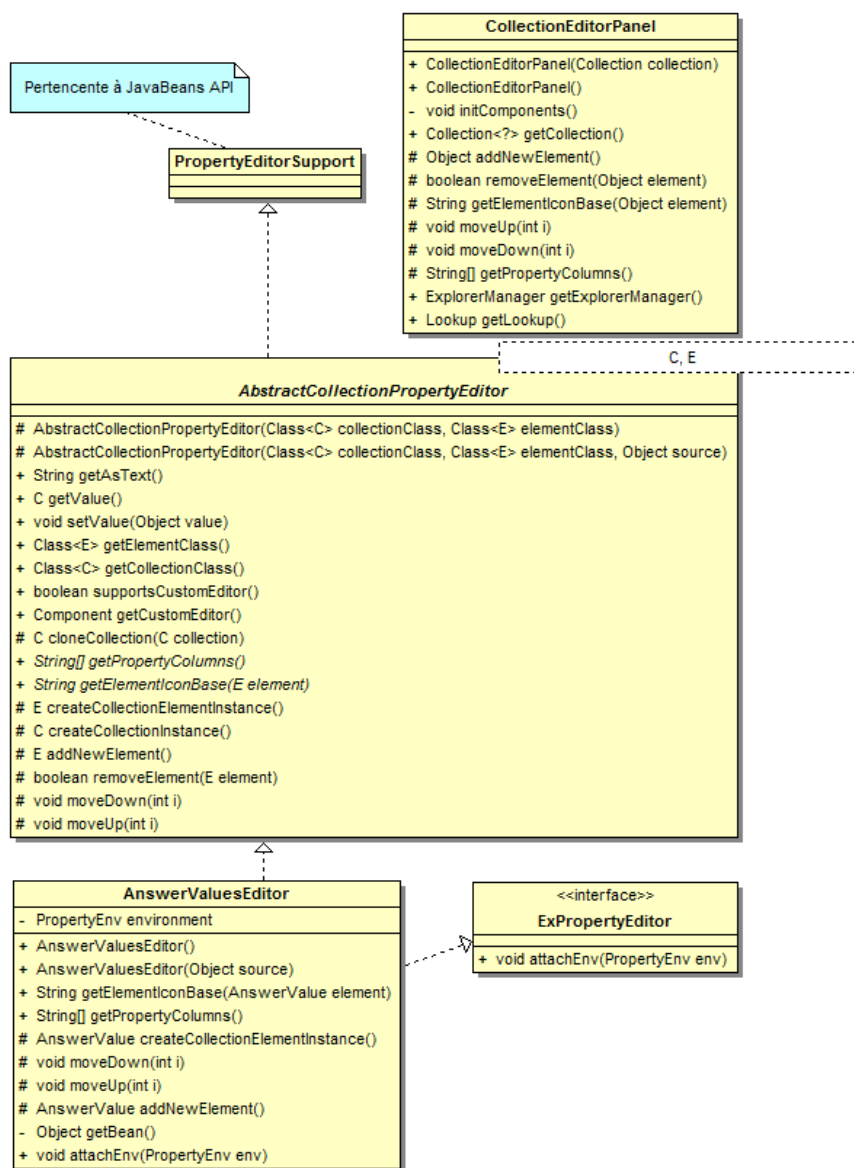 CollectionEditorPanel
+ CollectionEditorPanel(Collection collection)
+ CollectionEditorPanel()
- void initComponents()
+ Collection<?> getCollection()
# Object addNewElement()
# boolean removeElement(Object element)
# String getElementIconBase(Object element)
# void moveUp(int i)
# void moveDown(int i)
# String[] getPropertyColumns()
+ ExplorerManager getExplorerManager()
+ Lookup getLookup()
Pertencente à JavaBeans API
PropertyEditorSupport
C, E
AbstractCollectionPropertyEditor
# AbstractCollectionPropertyEditor(Class<C> collectionClass, Class<E> elementClass)
# AbstractCollectionPropertyEditor(Class<C> collectionClass, Class<E> elementClass, Object source)
+ String getAsText()
+ C getValue()
+ void setValue(Object value)
+ Class<E> getElementClass()
+ Class<C> getCollectionClass()
+ boolean supportsCustomEditor()
+ Component getCustomEditor()
# C cloneCollection(C collection)
+ String[] getPropertyColumns()
+ String getElementIconBase(E element)
# E createCollectionElementInstance()
# C createCollectionInstance()
# E addNewElement()
# boolean removeElement(E element)
# void moveDown(int i)
# void moveUp(int i)
AnswerValuesEditor
- PropertyEnv environment
+ AnswerValuesEditor()
+ AnswerValuesEditor(Object source)
+ String getElementIconBase(AnswerValue element)
+ String[] getPropertyColumns()
# AnswerValue createCollectionElementInstance()
# void moveDown(int i)
# void moveUp(int i)
# AnswerValue addNewElement()
- Object getBean()
+ void attachEnv(PropertyEnv env)
<<interface>>
ExPropertyEditor
+ void attachEnv(PropertyEnv env)